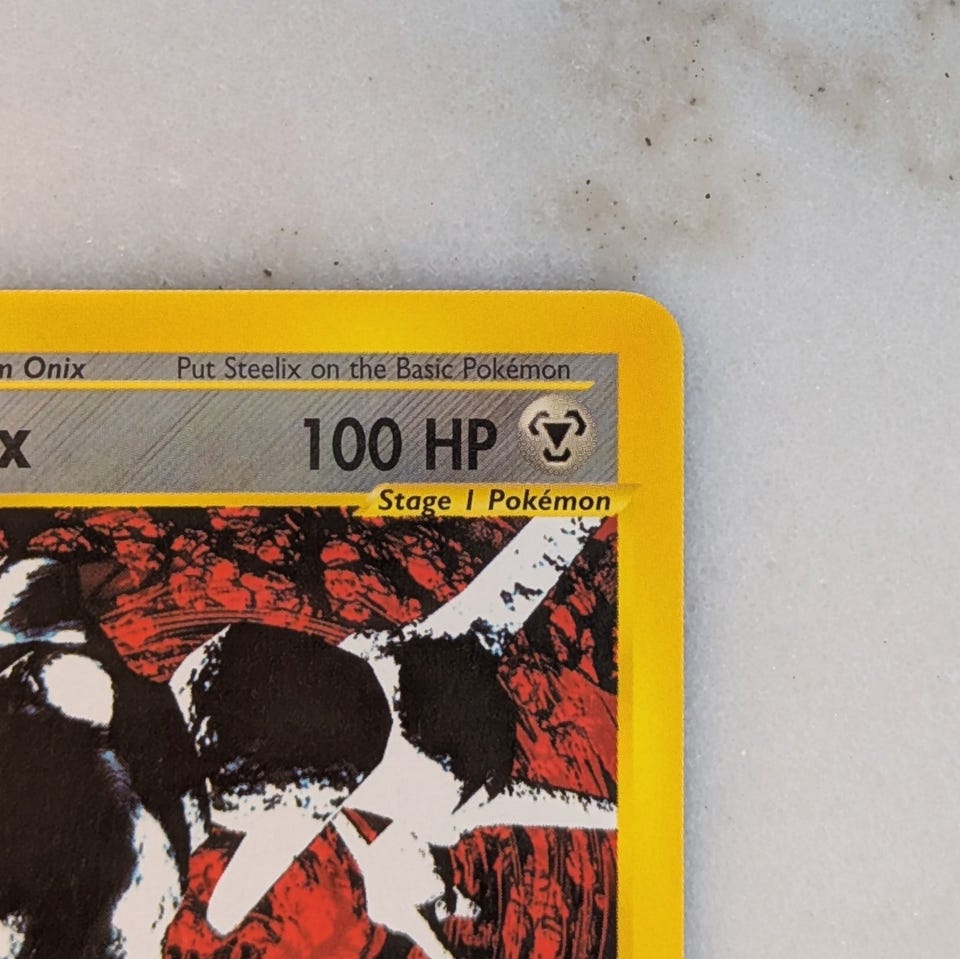 m Onix Put Steelix on the Basic Pokémon
x 100 HP
Stage 1 Pokémon